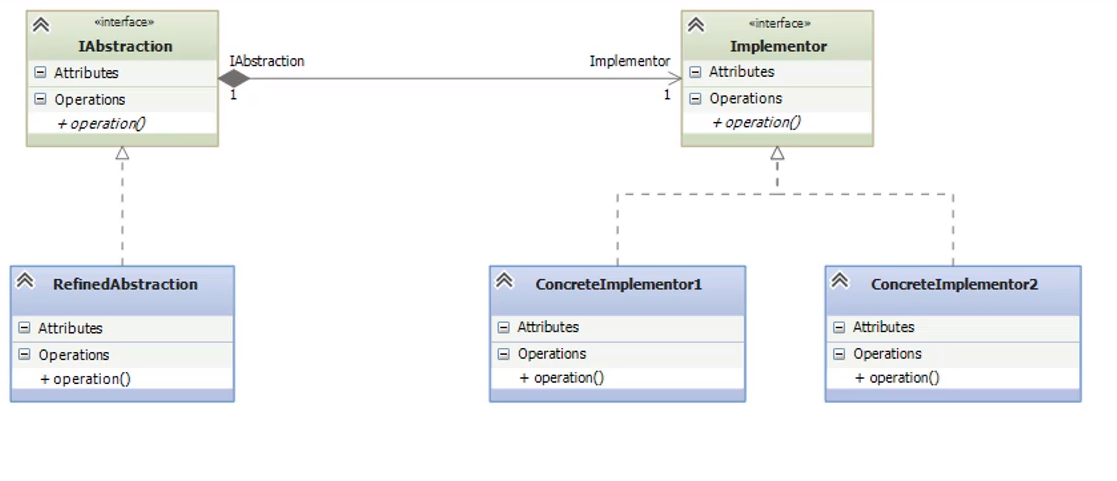 «interface»
IAbstraction
Attributes
Operations
+ operation()
IAbstraction
1
Implementor
1
«interface»
Implementor
Attributes
Operations
+ operation()
RefinedAbstraction
Attributes
Operations
+ operation()
ConcreteImplementor1
Attributes
Operations
+ operation()
ConcreteImplementor2
Attributes
Operations
+ operation()